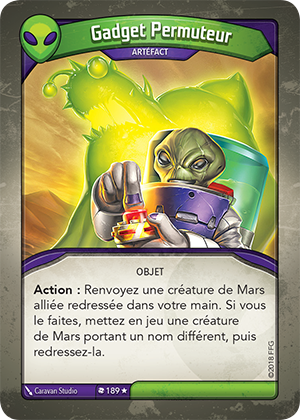 Gadget Permuteur
ARTÉFACT
OBJET
Action : Renvoyez une créature de Mars
alliée redressée dans votre main. Si vous
le faites, mettez en jeu une créature
de Mars portant un nom différent, puis
redressez-la.
Caravan Studio
189 ★
©2018 FFG